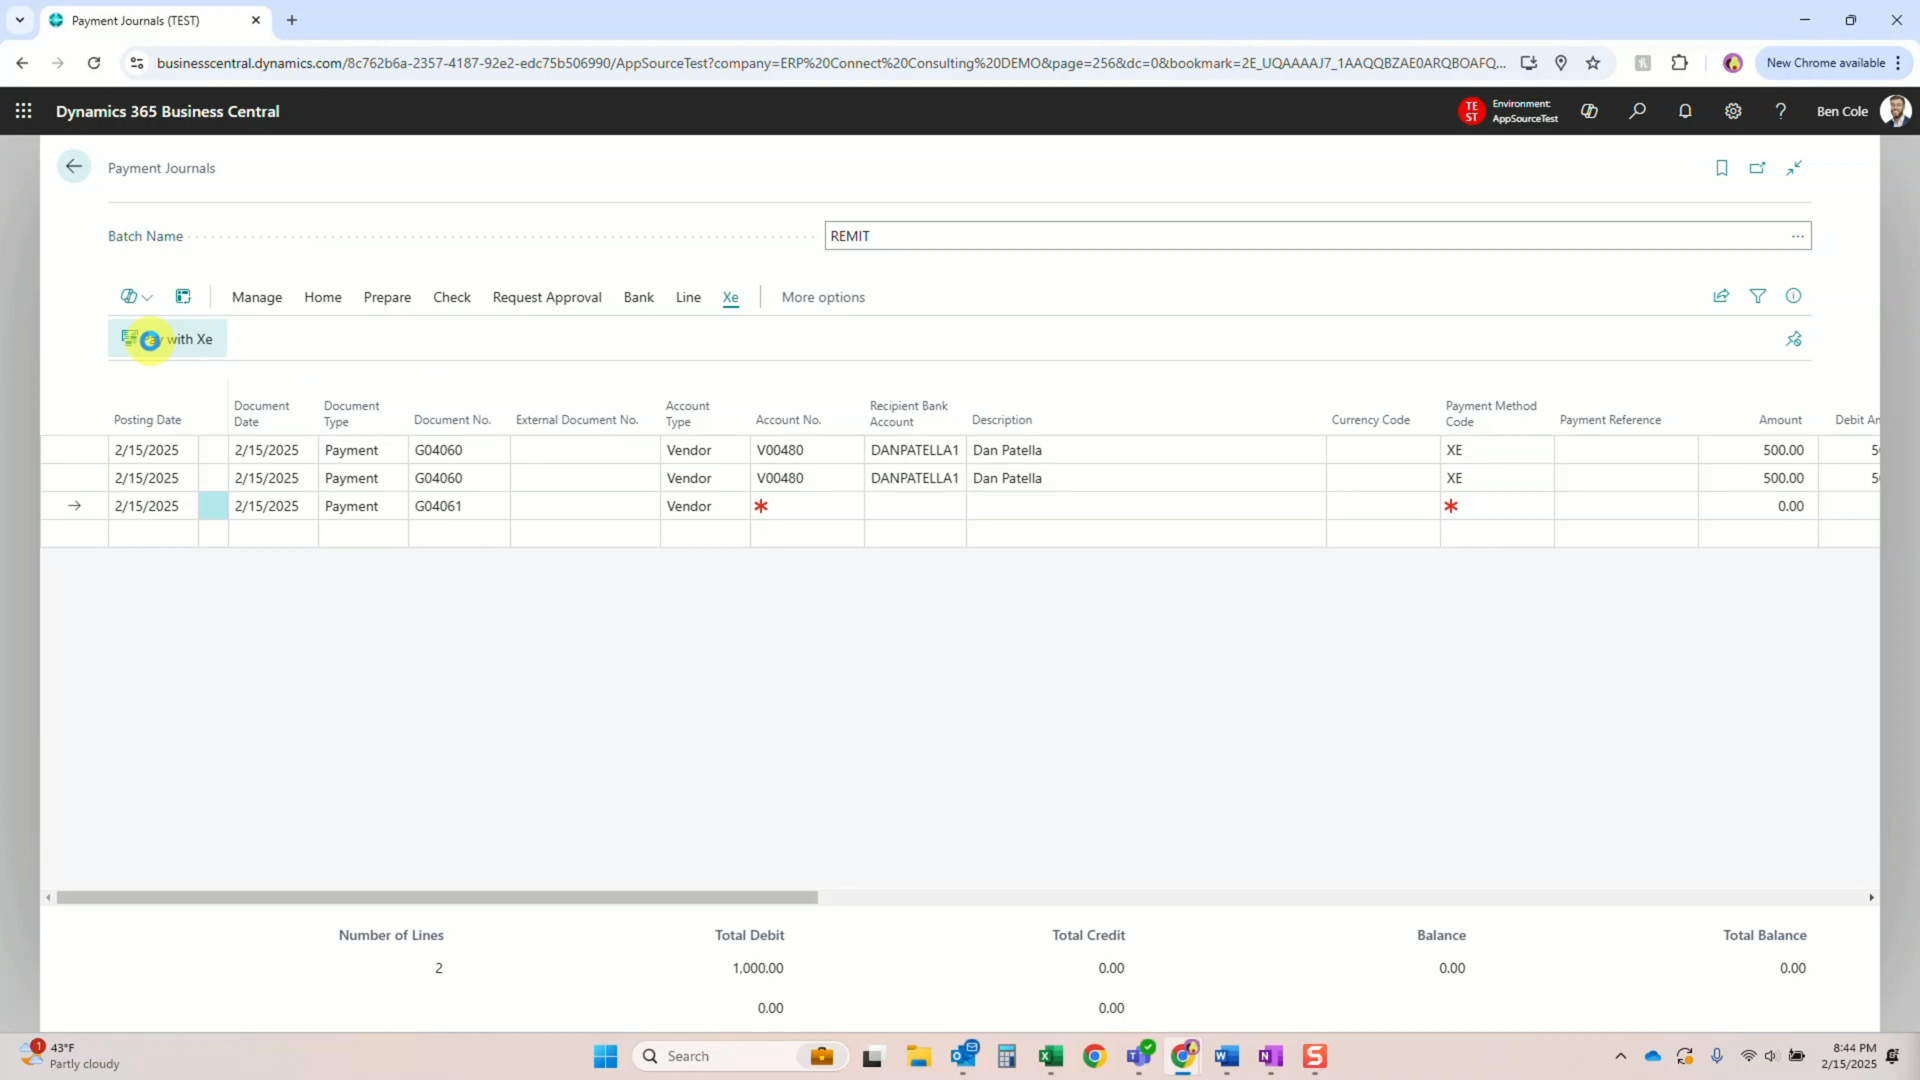 Payment Journals (TEST)
businesscentral.dynamics.com/8c762b6a-2357-4187-92e2-edc75b506990/AppSourceTest?company=ERP%20Connect%20Consulting%20DEMO&page=256&dc=0&bookmark=2E_UQAAAAJ7_1AAQQBZAE0ARQBOAFQ...
New Chrome available
Dynamics 365 Business Central
TE
ST
Environment:
AppSourceTest
Ben Cole
Payment Journals
Batch Name
REMIT
Manage Home Prepare Check Request Approval Bank Line Xe More options
Pay with Xe
Posting Date Document Date Document Type Document No. External Document No. Account Type Account No. Recipient Bank Account Description Currency Code Payment Method Code Payment Reference Amount Debit Am
2/15/2025 2/15/2025 Payment G04060 Vendor V00480 DANPATELLA1 Dan Patella XE 500.00 50
2/15/2025 2/15/2025 Payment G04060 Vendor V00480 DANPATELLA1 Dan Patella XE 500.00 50
2/15/2025 2/15/2025 Payment G04061 Vendor * * 0.00
Number of Lines Total Debit Total Credit Balance Total Balance
2 1,000.00 0.00 0.00 0.00
0.00 0.00
1
43°F
Partly cloudy
Search
8:44 PM
2/15/2025